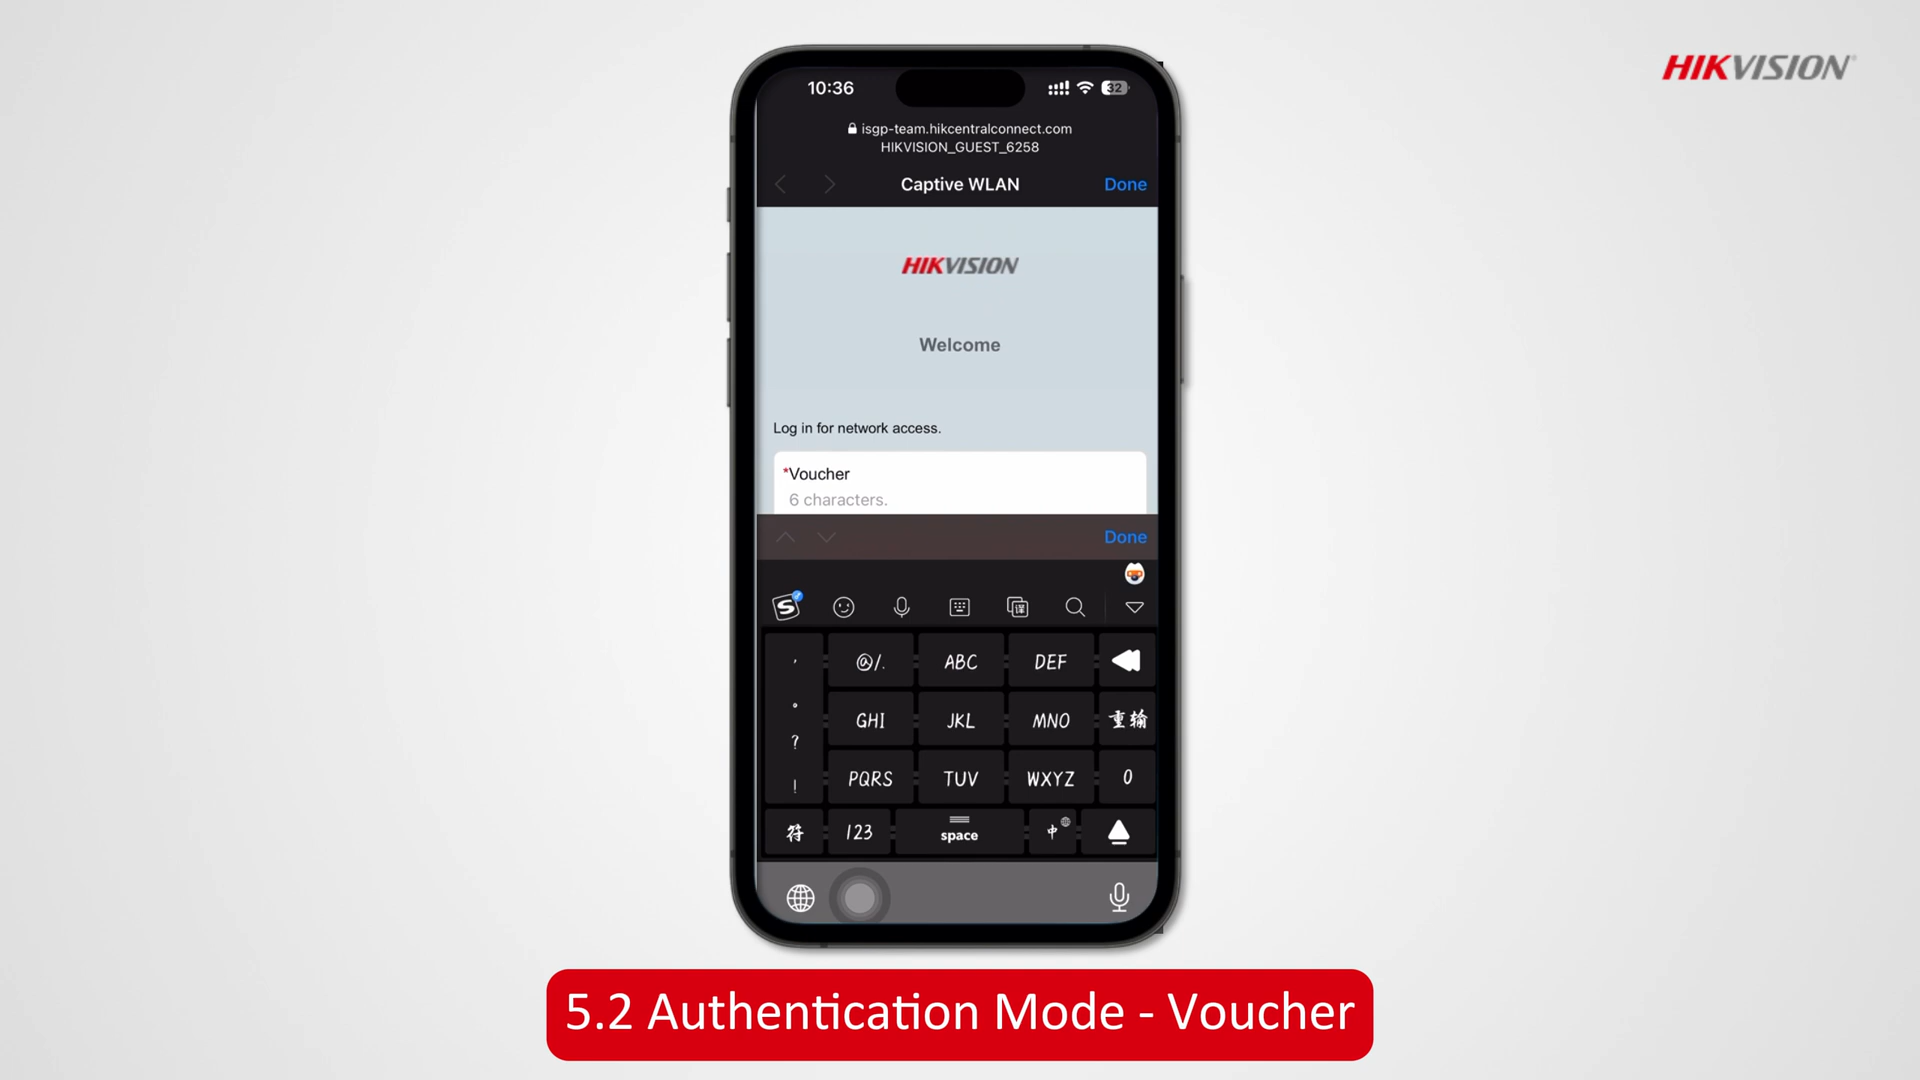 HIKVISION
10:36
32
isgp-team.hikcentralconnect.com
HIKVISION_GUEST_6258
Captive WLAN
Done
HIKVISION
Welcome
Log in for network access.
*Voucher
6 characters.
Done
S
译
, @/. ABC DEF
。 GHI JKL MNO 重输
?
! PQRS TUV WXYZ 0
符 123 space 中
5.2 Authentication Mode - Voucher